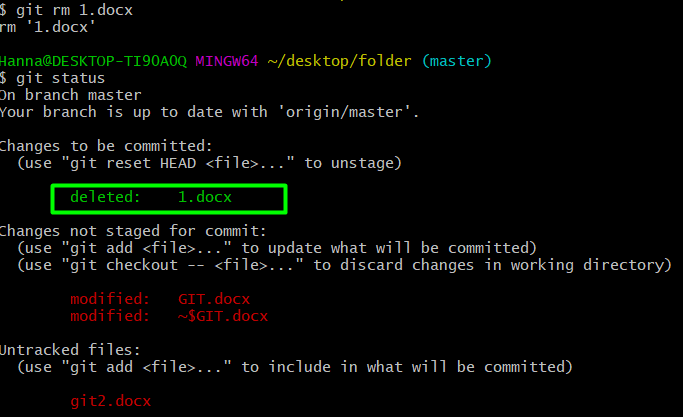 $ git rm 1.docx
rm '1.docx'
Hanna@DESKTOP-TI9OAOQ MINGW64 ~/desktop/folder (master)
$ git status
On branch master
Your branch is up to date with 'origin/master'.
Changes to be committed:
(use "git reset HEAD <file>..." to unstage)
deleted: 1.docx
Changes not staged for commit:
(use "git add <file>..." to update what will be committed)
(use "git checkout -- <file>..." to discard changes in working directory)
modified: GIT.docx
modified: ~$GIT.docx
Untracked files:
(use "git add <file>..." to include in what will be committed)
git2.docx